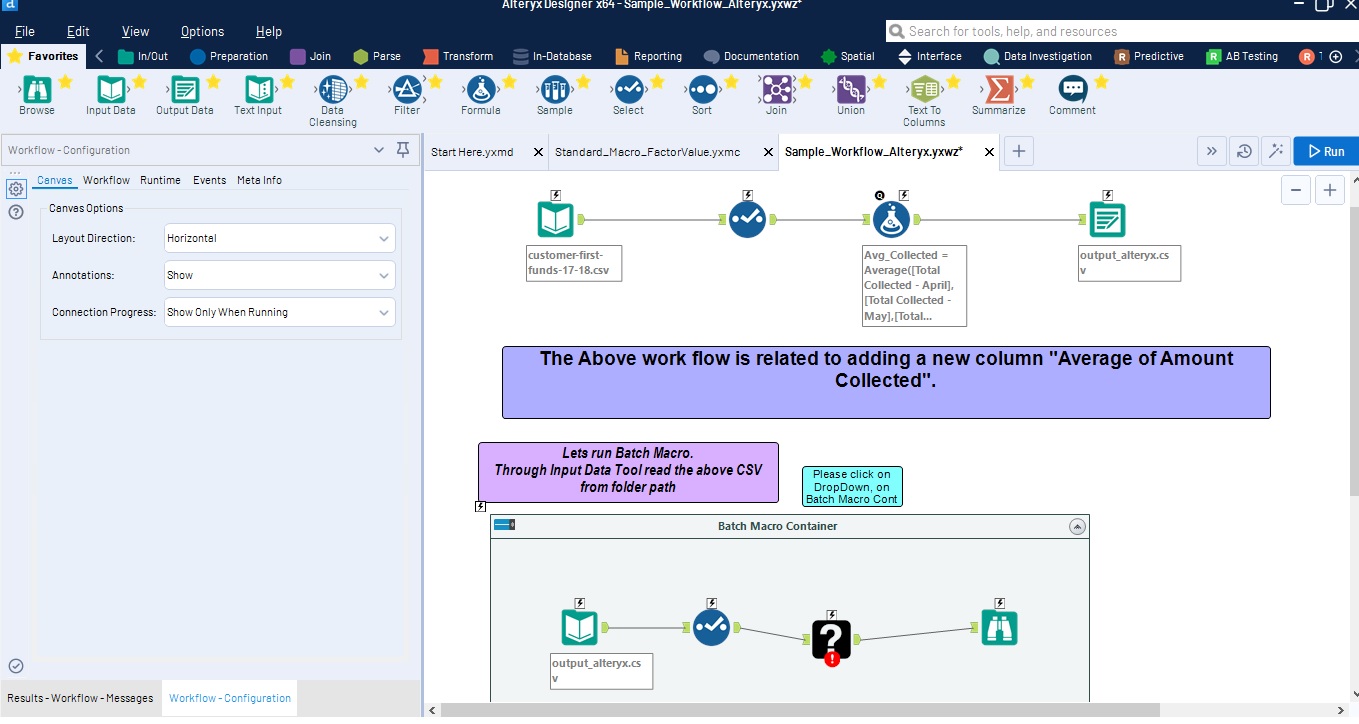 Alteryx Designer x64 - Sample_Workflow_Alteryx.yxwz*
File Edit View Options Help
Search for tools, help, and resources
Favorites In/Out Preparation Join Parse Transform In-Database Reporting Documentation Spatial Interface Data Investigation Predictive AB Testing
Browse Input Data Output Data Text Input Data Cleansing Filter Formula Sample Select Sort Join Union Text To Columns Summarize Comment
Workflow - Configuration
Start Here.yxmd Standard_Macro_FactorValue.yxmc Sample_Workflow_Alteryx.yxwz*
Run
Canvas Workflow Runtime Events Meta Info
Canvas Options
Layout Direction: Horizontal
Annotations: Show
Connection Progress: Show Only When Running
customer-first-
funds-17-18.csv
Avg_Collected =
Average([Total
Collected - April],
[Total Collected -
May],[Total...
output_alteryx.cs
v
The Above work flow is related to adding a new column "Average of Amount
Collected".
Lets run Batch Macro.
Through Input Data Tool read the above CSV
from folder path
Please click on
DropDown, on
Batch Macro Cont
Batch Macro Container
output_alteryx.cs
v
Results - Workflow - Messages Workflow - Configuration